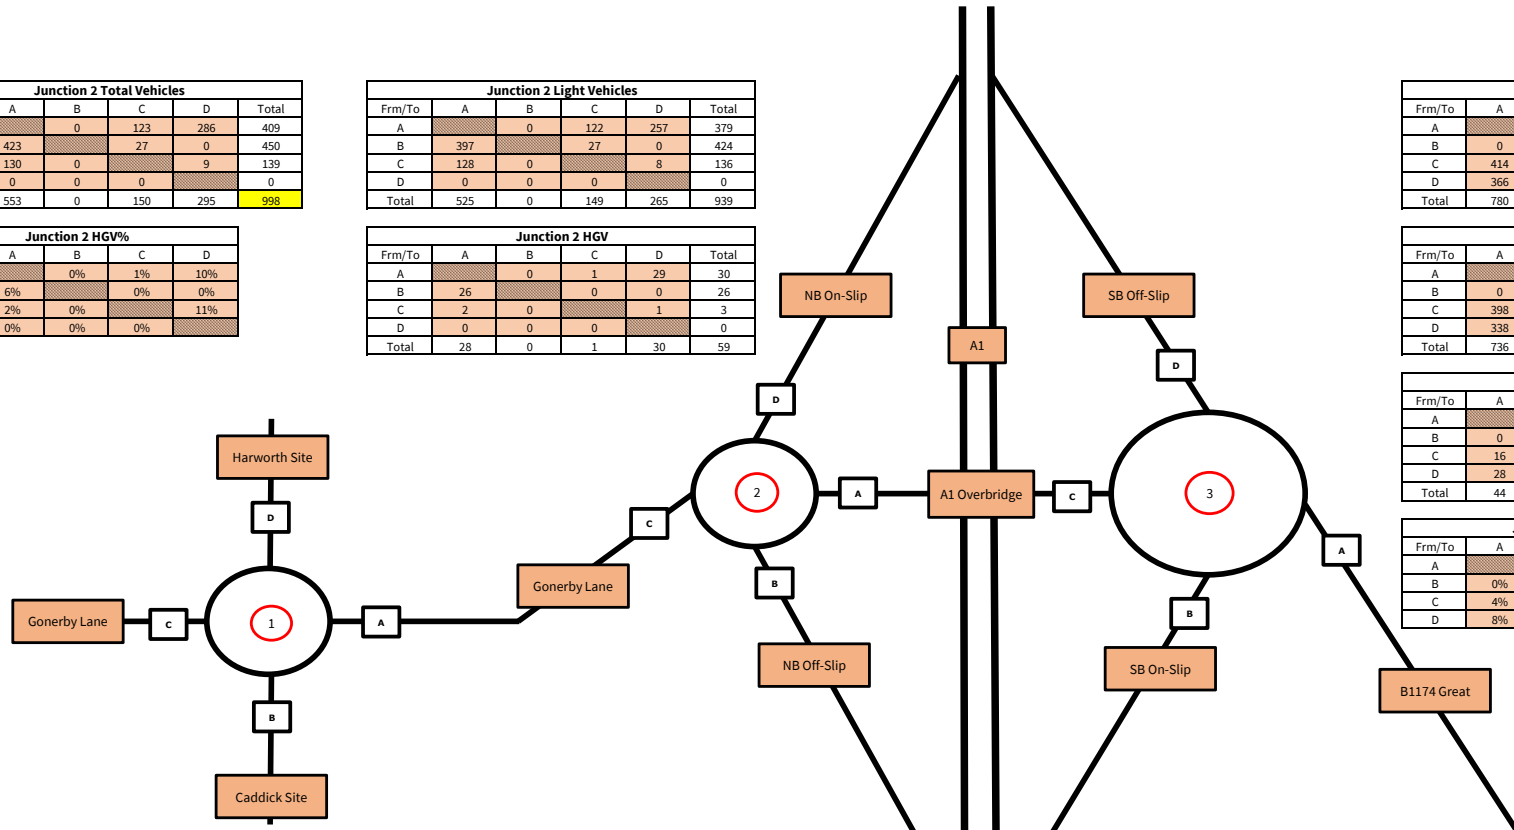 Junction 2 Total Vehicles
A B C D Total
0 123 286 409
423 27 0 450
130 0 9 139
0 0 0 0
553 0 150 295 998
Junction 2 HGV%
A B C D
0% 1% 10%
6% 0% 0%
2% 0% 11%
0% 0% 0%
Junction 2 Light Vehicles
Frm/To A B C D Total
A 0 122 257 379
B 397 27 0 424
C 128 0 8 136
D 0 0 0 0
Total 525 0 149 265 939
Junction 2 HGV
Frm/To A B C D Total
A 0 1 29 30
B 26 0 0 26
C 2 0 1 3
D 0 0 0 0
Total 28 0 1 30 59
Frm/To A
A
B 0
C 414
D 366
Total 780
Frm/To A
A
B 0
C 398
D 338
Total 736
Frm/To A
A
B 0
C 16
D 28
Total 44
Frm/To A
A
B 0%
C 4%
D 8%
NB On-Slip
SB Off-Slip
A1
D
D
Harworth Site
D
2
A
A1 Overbridge
C
3
C
A
Gonerby Lane
B
Gonerby Lane
C
1
A
B
NB Off-Slip
SB On-Slip
B1174 Great
B
Caddick Site